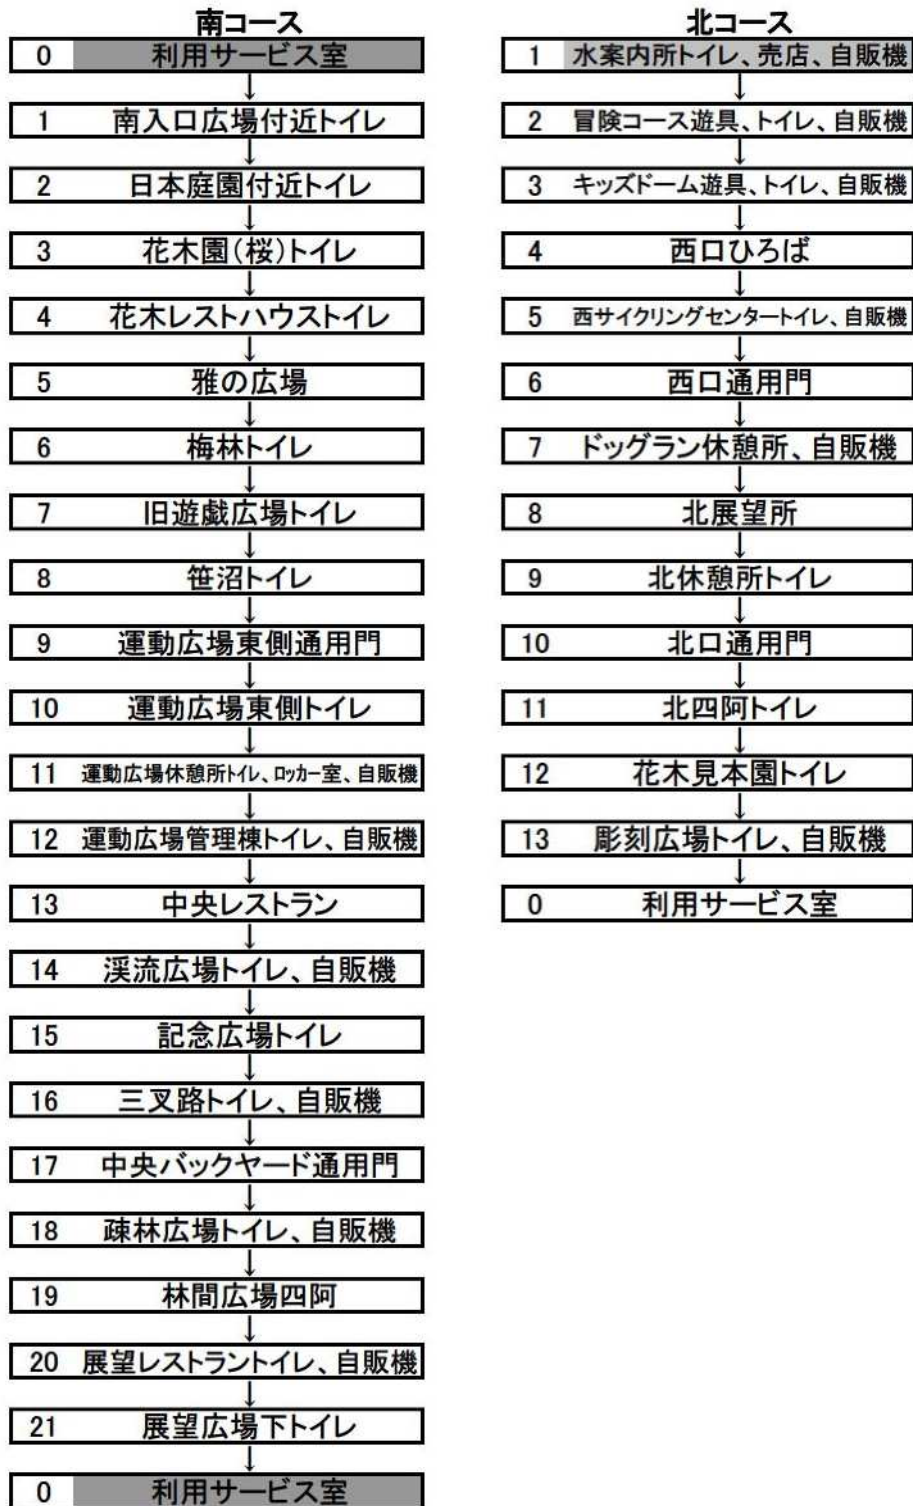 南コース
0 利用サービス室
↓
1 南入口広場付近トイレ
↓
2 日本庭園付近トイレ
↓
3 花木園(桜)トイレ
↓
4 花木レストハウストイレ
↓
5 雅の広場
↓
6 梅林トイレ
↓
7 旧遊戯広場トイレ
↓
8 笹沼トイレ
↓
9 運動広場東側通用門
↓
10 運動広場東側トイレ
↓
11 運動広場休憩所トイレ、ロッカー室、自販機
↓
12 運動広場管理棟トイレ、自販機
↓
13 中央レストラン
↓
14 渓流広場トイレ、自販機
↓
15 記念広場トイレ
↓
16 三叉路トイレ、自販機
↓
17 中央バックヤード通用門
↓
18 疎林広場トイレ、自販機
↓
19 林間広場四阿
↓
20 展望レストラントイレ、自販機
↓
21 展望広場下トイレ
↓
0 利用サービス室
北コース
1 水案内所トイレ、売店、自販機
↓
2 冒険コース遊具、トイレ、自販機
↓
3 キッズドーム遊具、トイレ、自販機
↓
4 西口ひろば
↓
5 西サイクリングセンタートイレ、自販機
↓
6 西口通用門
↓
7 ドッグラン休憩所、自販機
↓
8 北展望所
↓
9 北休憩所トイレ
↓
10 北口通用門
↓
11 北四阿トイレ
↓
12 花木見本園トイレ
↓
13 彫刻広場トイレ、自販機
↓
0 利用サービス室